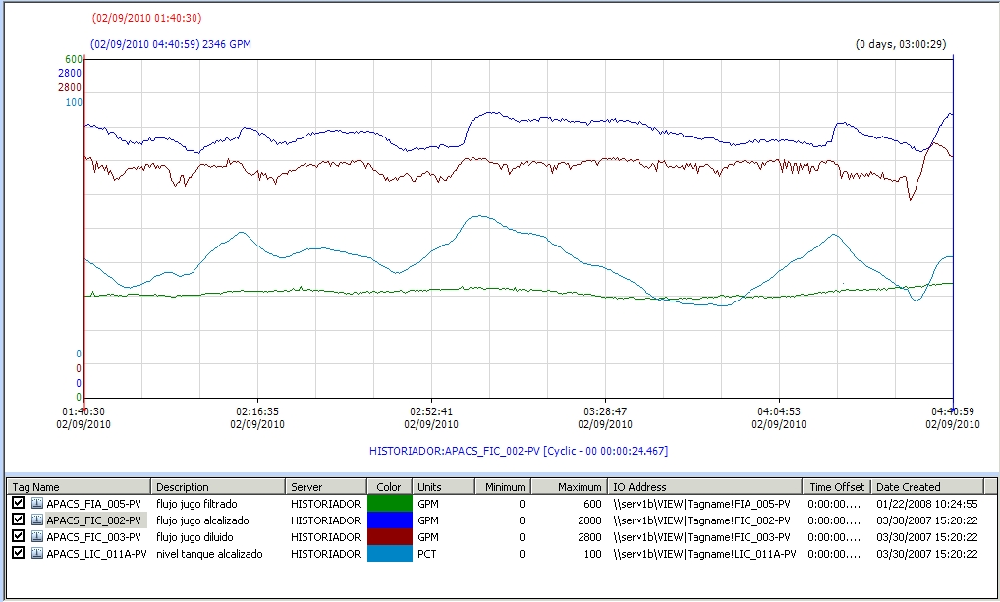 (02/09/2010 01:40:30)
(02/09/2010 04:40:59) 2346 GPM
(0 days, 03:00:29)
600
2800
2800
100
0
0
0
0
01:40:30 02:16:35 02:52:41 03:28:47 04:04:53 04:40:59
02/09/2010 02/09/2010 02/09/2010 02/09/2010 02/09/2010 02/09/2010
HISTORIADOR:APACS_FIC_002-PV [Cyclic - 00 00:00:24.467]
Tag Name Description Server Color Units Minimum Maximum IO Address Time Offset Date Created
APACS_FIA_005-PV flujo jugo filtrado HISTORIADOR GPM 0 600 \\serv1b\VIEW|Tagname!FIA_005-PV 0:00:00.... 01/22/2008 10:24:55
APACS_FIC_002-PV flujo jugo alcalizado HISTORIADOR GPM 0 2800 \\serv1b\VIEW|Tagname!FIC_002-PV 0:00:00.... 03/30/2007 15:20:22
APACS_FIC_003-PV flujo jugo diluido HISTORIADOR GPM 0 2800 \\serv1b\VIEW|Tagname!FIC_003-PV 0:00:00.... 03/30/2007 15:20:22
APACS_LIC_011A-PV nivel tanque alcalizado HISTORIADOR PCT 0 100 \\serv1b\VIEW|Tagname!LIC_011A-PV 0:00:00.... 03/30/2007 15:20:22